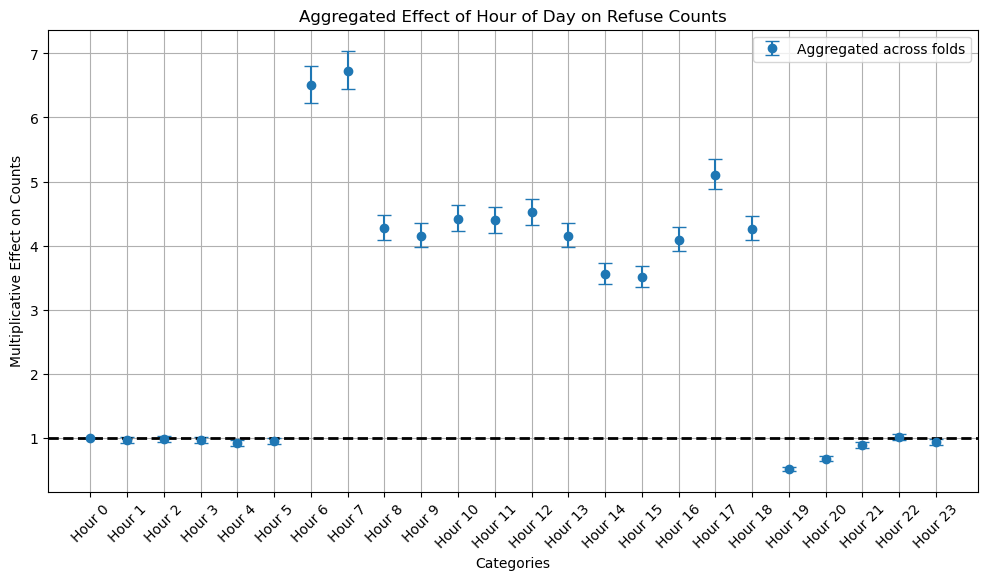 Aggregated Effect of Hour of Day on Refuse Counts
Aggregated across folds
Multiplicative Effect on Counts
7
6
5
4
3
2
1
Hour 0
Hour 1
Hour 2
Hour 3
Hour 4
Hour 5
Hour 6
Hour 7
Hour 8
Hour 9
Hour 10
Hour 11
Hour 12
Hour 13
Hour 14
Hour 15
Hour 16
Hour 17
Hour 18
Hour 19
Hour 20
Hour 21
Hour 22
Hour 23
Categories